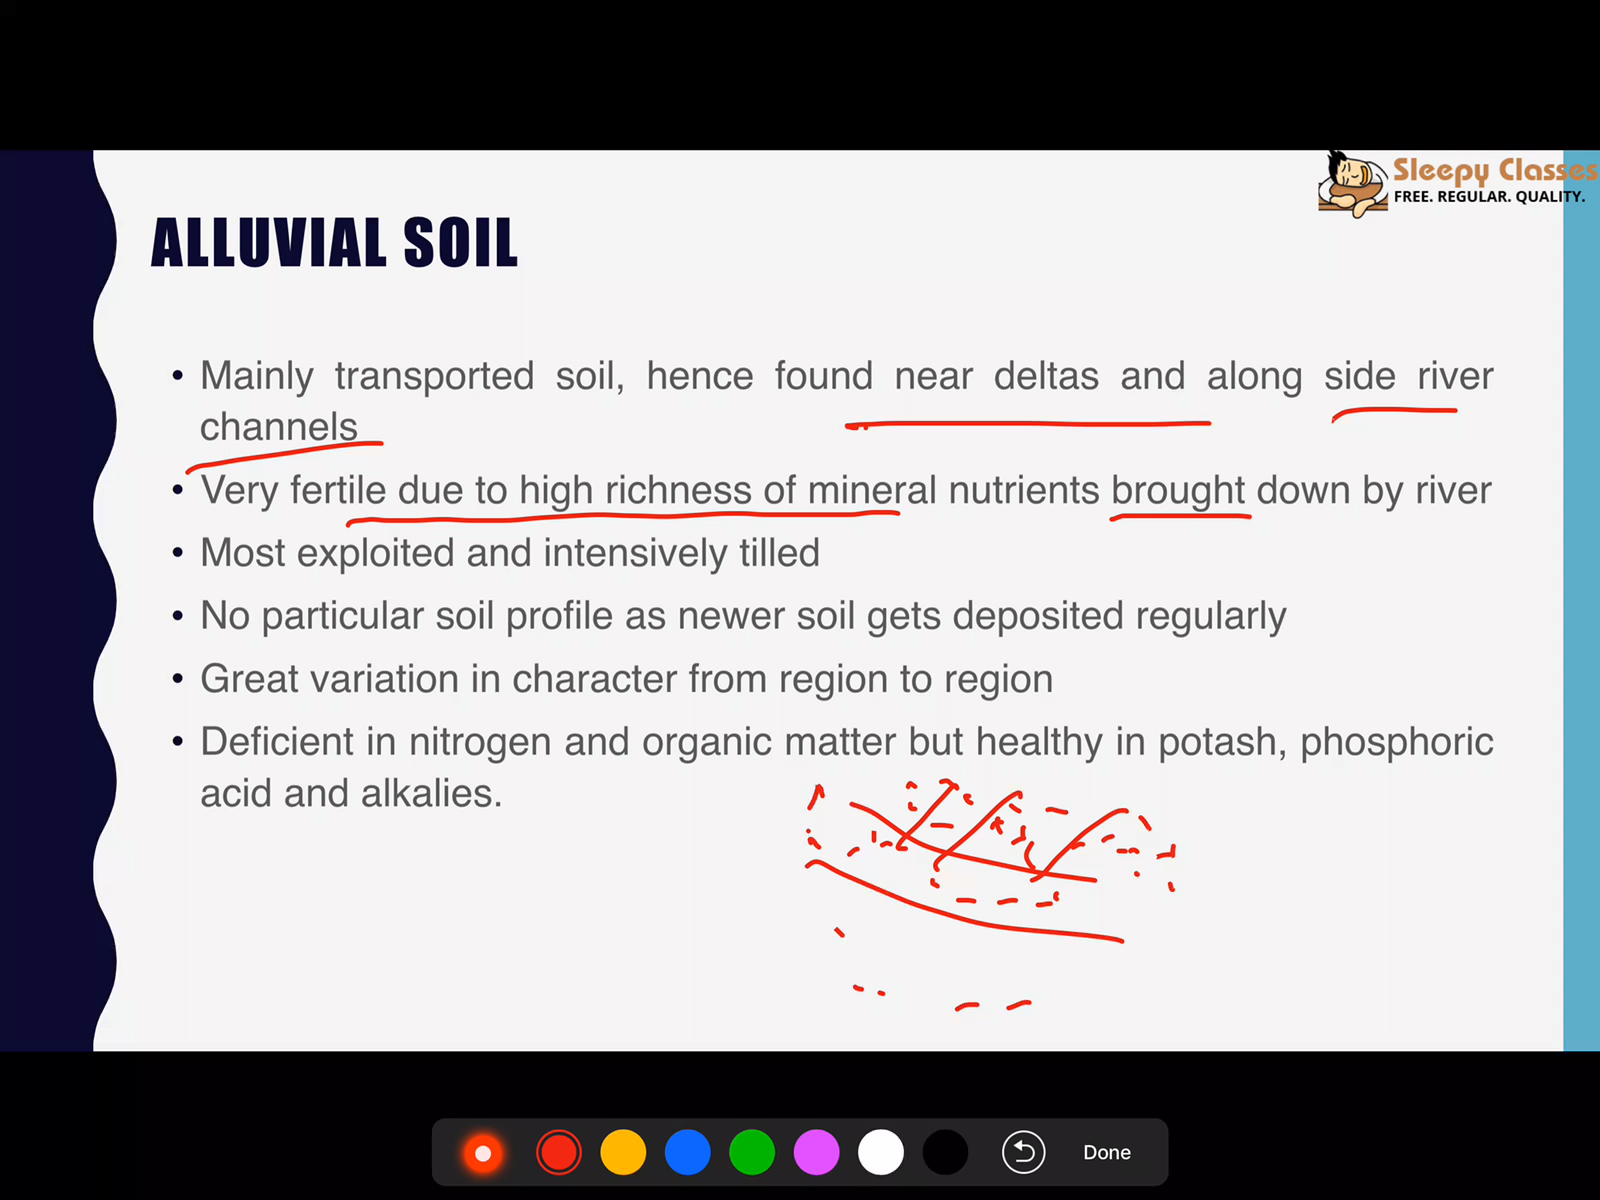 Sleepy Classes
FREE. REGULAR. QUALITY.
ALLUVIAL SOIL
• Mainly transported soil, hence found near deltas and along side river
channels
• Very fertile due to high richness of mineral nutrients brought down by river
• Most exploited and intensively tilled
• No particular soil profile as newer soil gets deposited regularly
• Great variation in character from region to region
• Deficient in nitrogen and organic matter but healthy in potash, phosphoric
acid and alkalies.
Done